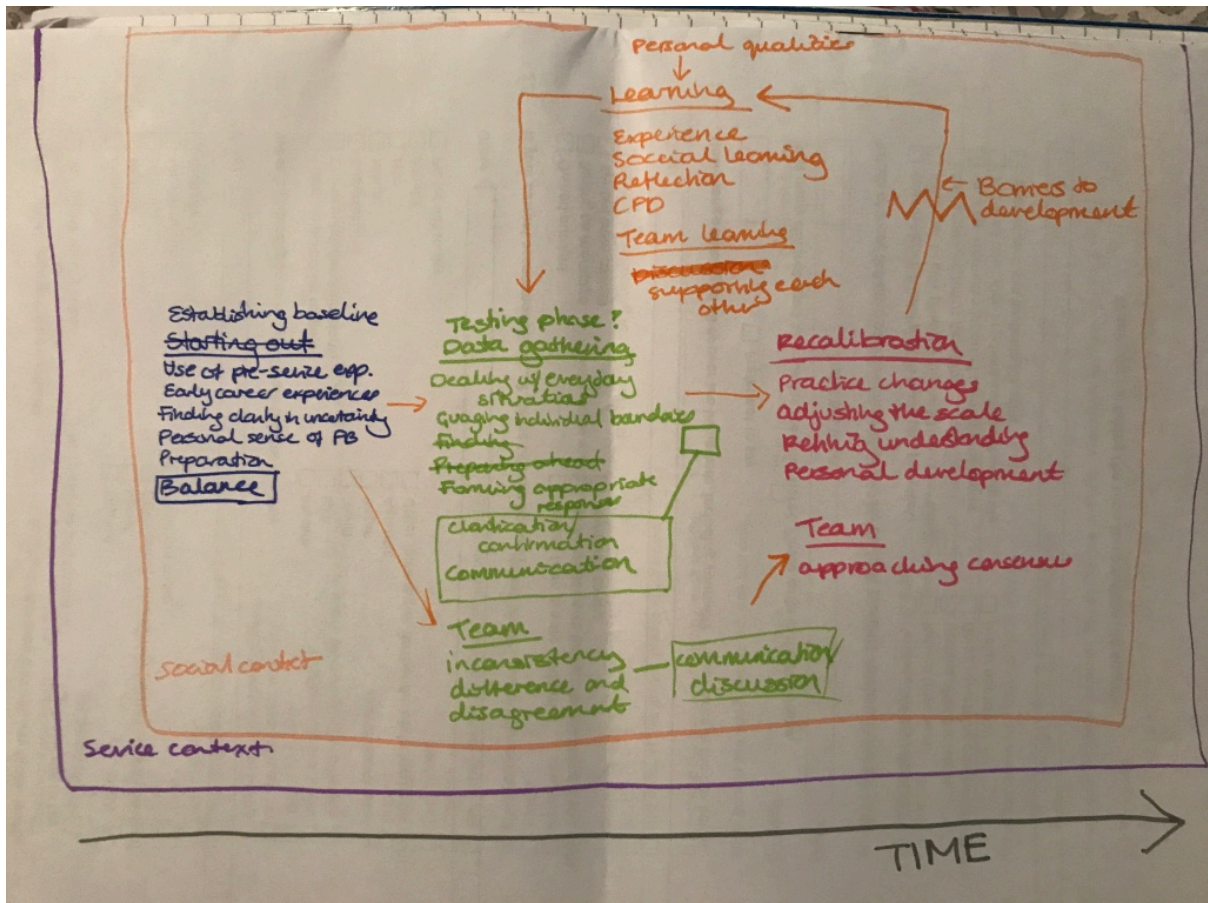 Personal qualities
Learning
Experience
Soccial learning
Reflection
CPD
Team learning
Discussion
supporting each
other
← Barriers to
development
Establishing baseline
Starting out
Use of pre-service exp.
Early career experiences
Finding clarity in uncertainty
Personal sense of PB
Preparation
Balance
Testing phase?
Data gathering
Dealing w/ everyday
situations
Guaging individual bandaries
Finding
Preparing ahead
Forming appropriate
responses
Clarification/
confirmation
Communication
Team
inconsistency
difference and
disagreement
communication/
discussion
Recalibration
Practice changes
adjusting the scale
Refining understanding
Personal development
Team
approaching consensus
Social context
Service context
TIME